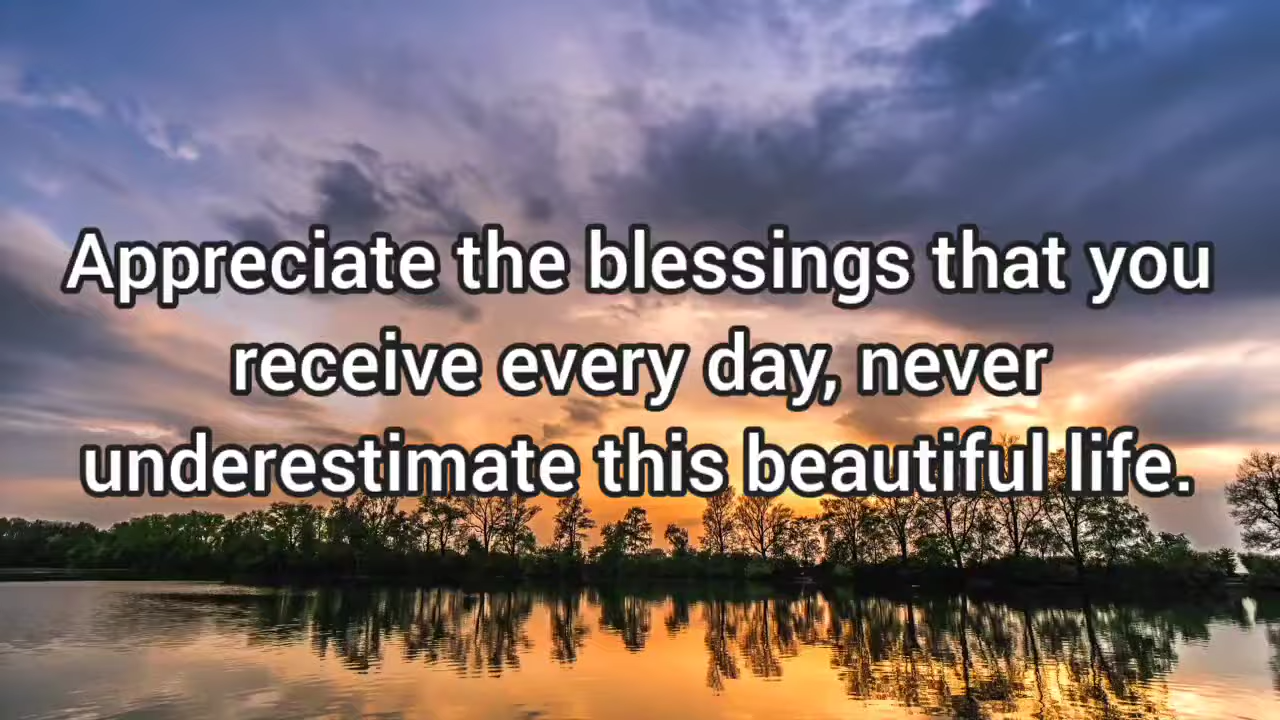 Appreciate the blessings that you
receive every day, never
underestimate this beautiful life.